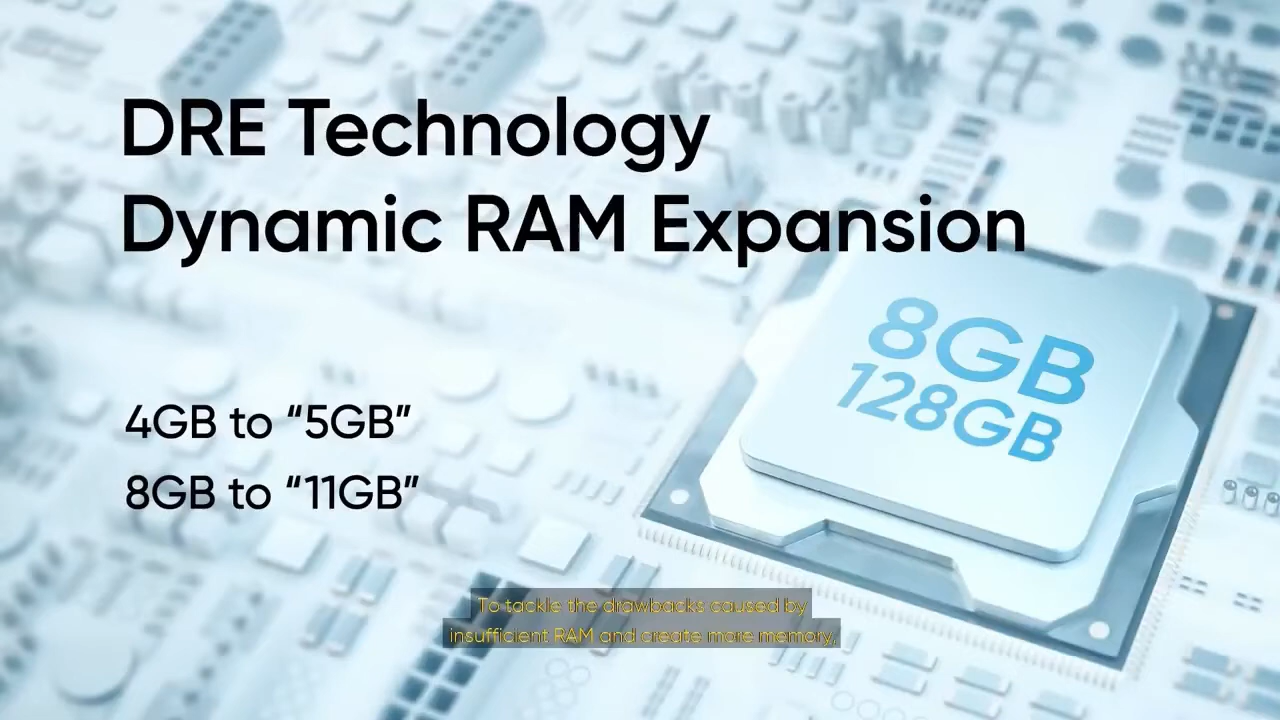 DRE Technology
Dynamic RAM Expansion
8GB
128GB
4GB to “5GB”
8GB to “11GB”
To tackle the drawbacks caused by
insufficient RAM and create more memory,